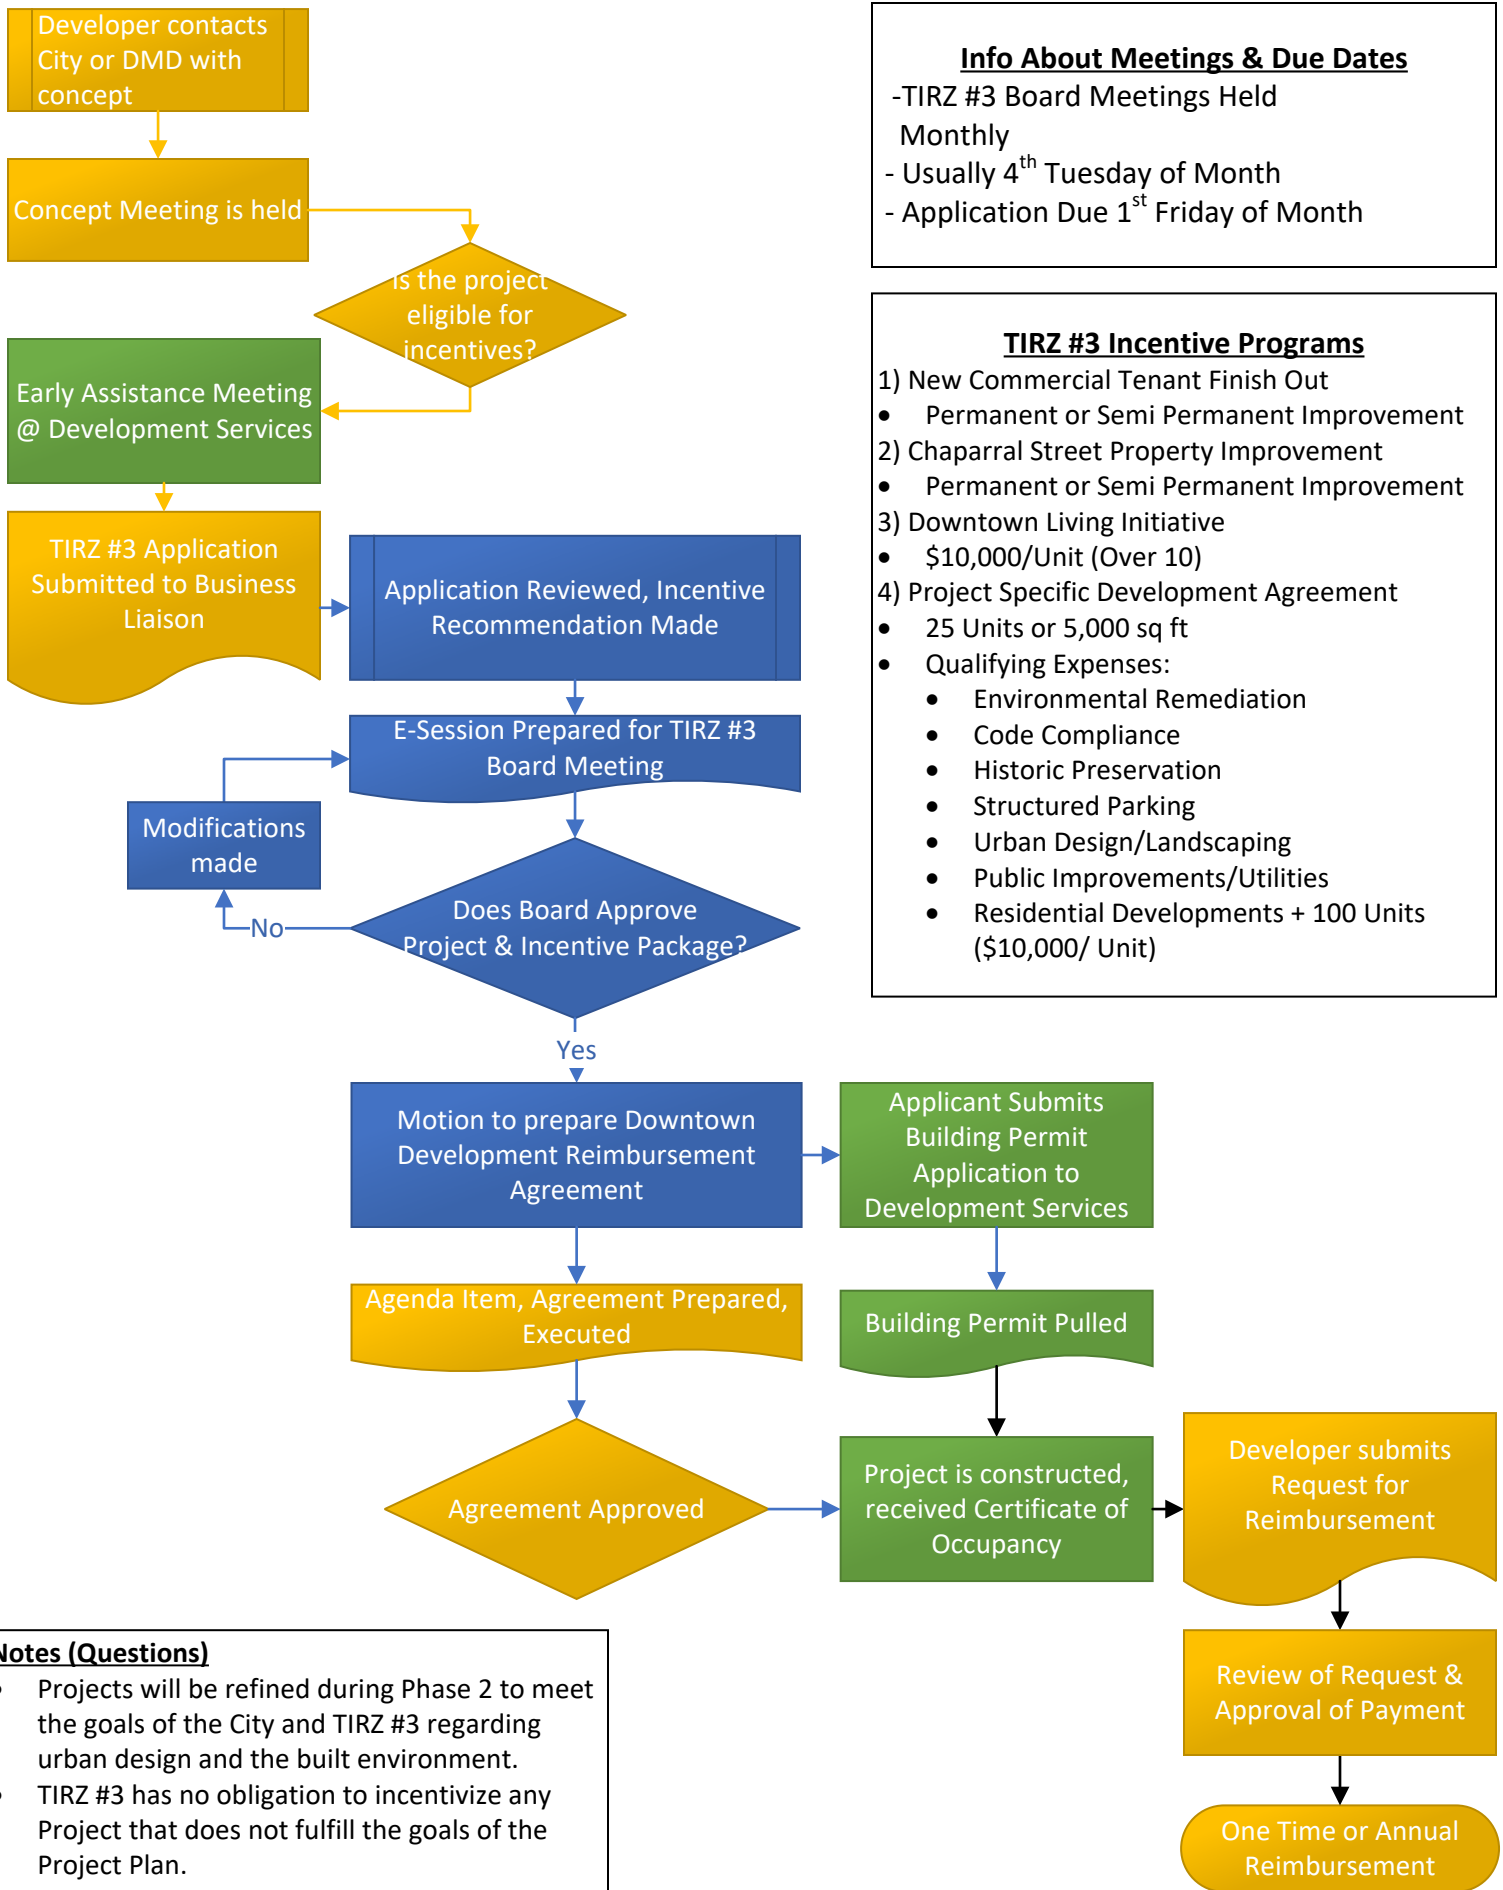 Developer contacts
City or DMD with
concept
Concept Meeting is held
Is the project
eligible for
incentives?
Early Assistance Meeting
@ Development Services
TIRZ #3 Application
Submitted to Business
Liaison
Application Reviewed, Incentive
Recommendation Made
E-Session Prepared for TIRZ #3
Board Meeting
Modifications
made
Does Board Approve
Project & Incentive Package?
No
Yes
Motion to prepare Downtown
Development Reimbursement
Agreement
Applicant Submits
Building Permit
Application to
Development Services
Agenda Item, Agreement Prepared,
Executed
Building Permit Pulled
Agreement Approved
Project is constructed,
received Certificate of
Occupancy
Developer submits
Request for
Reimbursement
Review of Request &
Approval of Payment
One Time or Annual
Reimbursement
Info About Meetings & Due Dates
-TIRZ #3 Board Meetings Held
Monthly
- Usually 4th Tuesday of Month
- Application Due 1st Friday of Month
TIRZ #3 Incentive Programs
1) New Commercial Tenant Finish Out
• Permanent or Semi Permanent Improvement
2) Chaparral Street Property Improvement
• Permanent or Semi Permanent Improvement
3) Downtown Living Initiative
• $10,000/Unit (Over 10)
4) Project Specific Development Agreement
• 25 Units or 5,000 sq ft
• Qualifying Expenses:
• Environmental Remediation
• Code Compliance
• Historic Preservation
• Structured Parking
• Urban Design/Landscaping
• Public Improvements/Utilities
• Residential Developments + 100 Units
($10,000/ Unit)
Notes (Questions)
• Projects will be refined during Phase 2 to meet
the goals of the City and TIRZ #3 regarding
urban design and the built environment.
• TIRZ #3 has no obligation to incentivize any
Project that does not fulfill the goals of the
Project Plan.